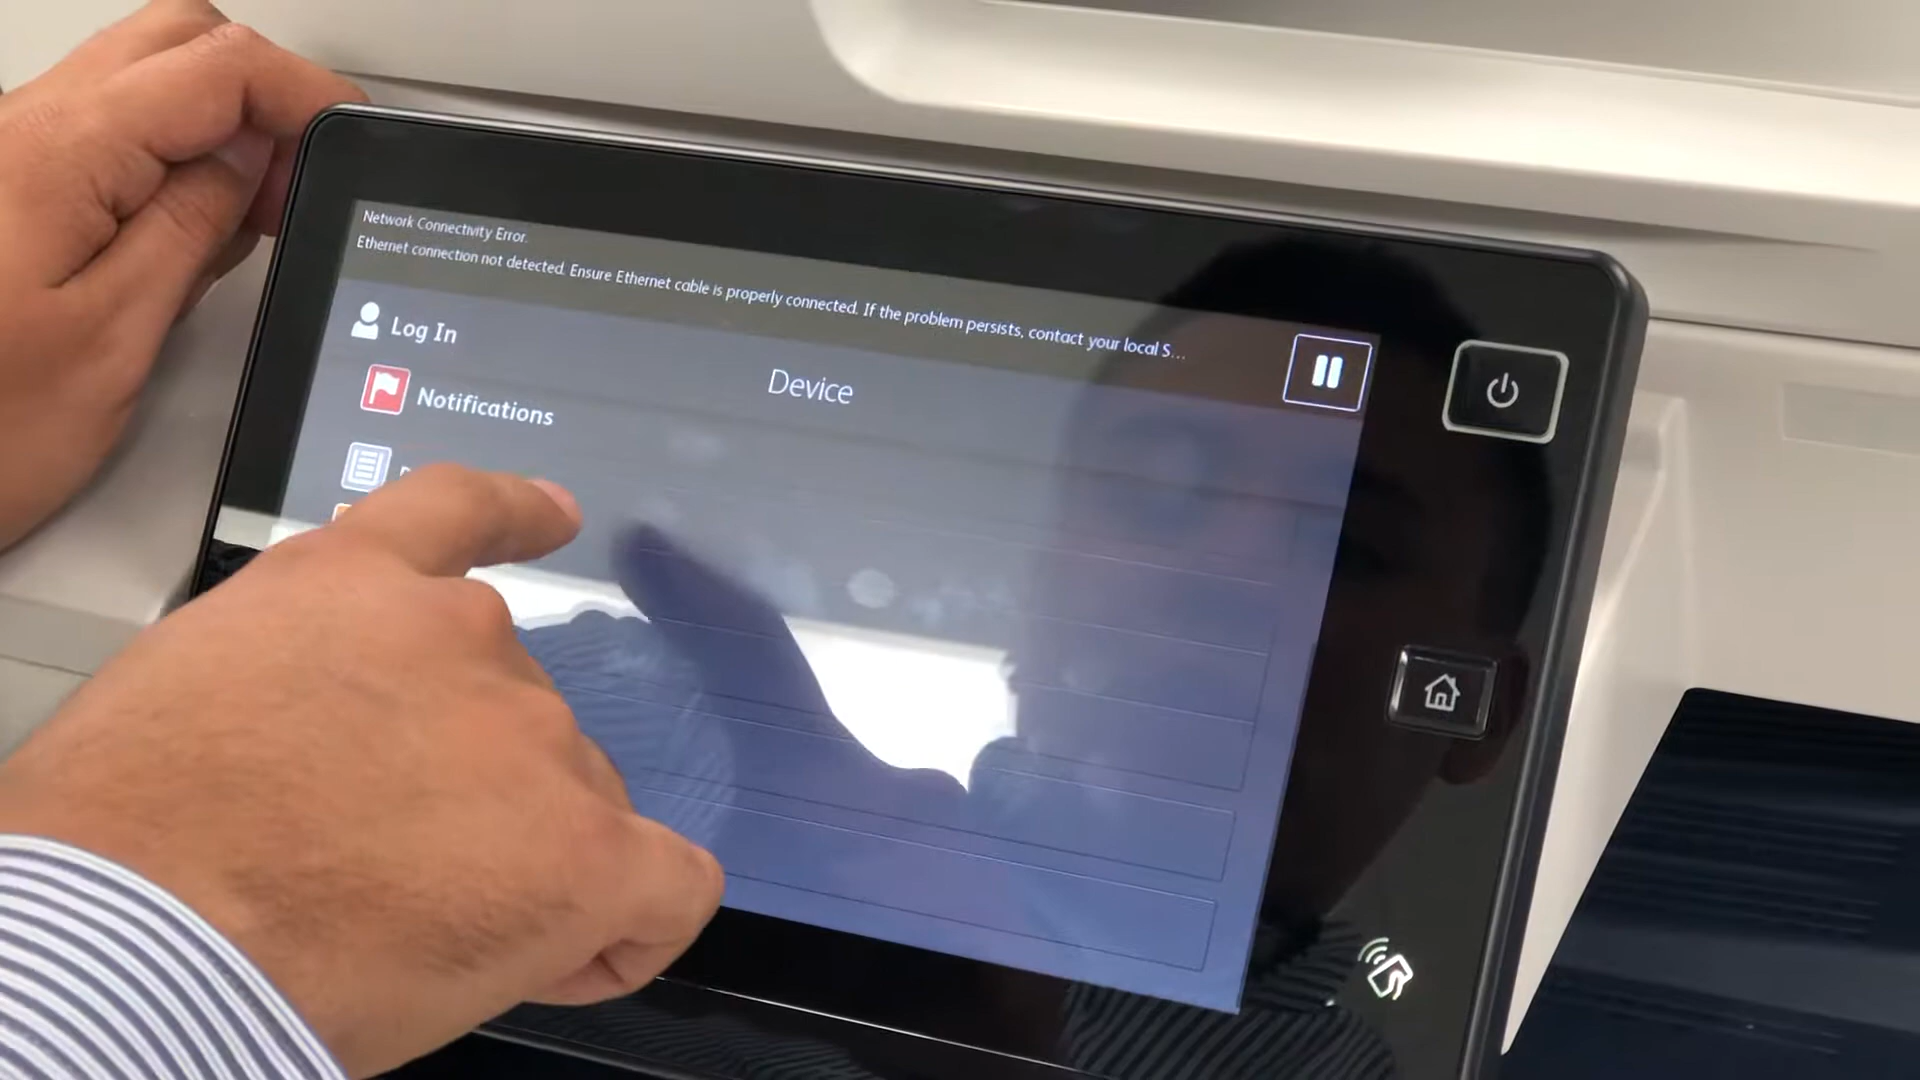 Network Connectivity Error.
Ethernet connection not detected. Ensure Ethernet cable is properly connected. If the problem persists, contact your local S...
Log In
Device
Notifications